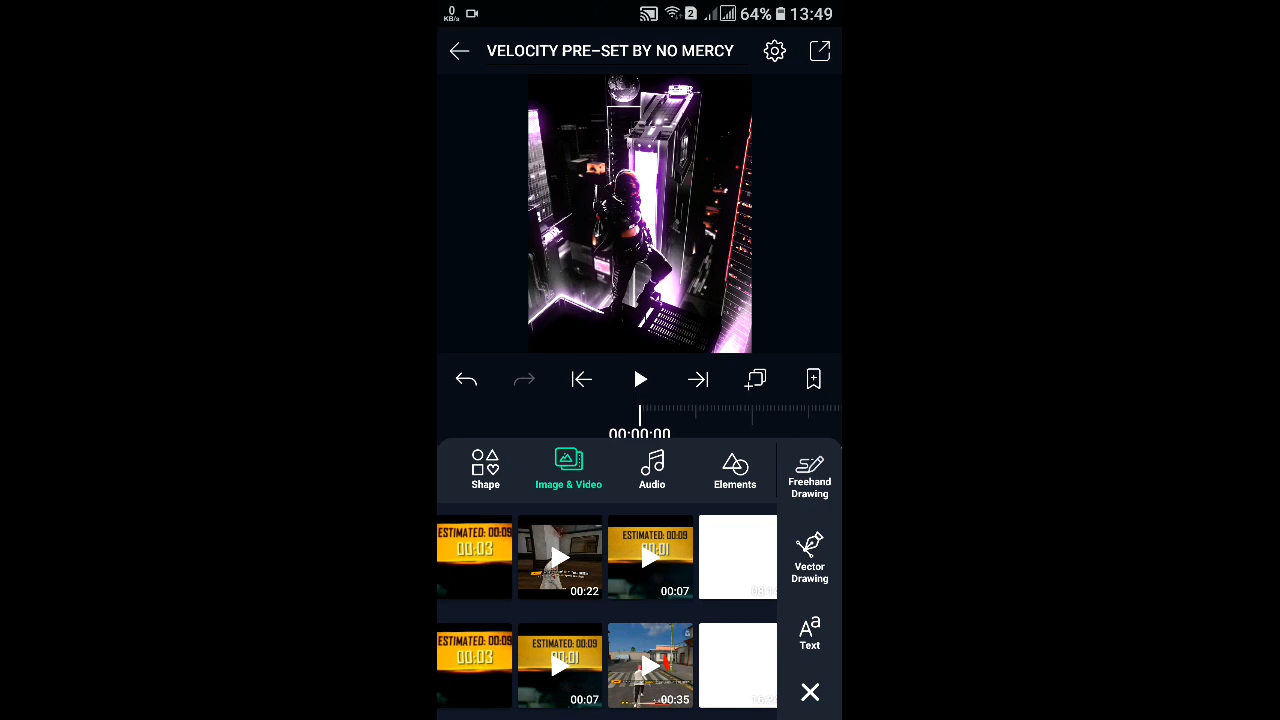 0
KB/s
2
64%
13:49
VELOCITY PRE-SET BY NO MERCY
00:00:00
Shape
Image & Video
Audio
Elements
Freehand
Drawing
ESTIMATED: 00:09
00:03
00:22
ESTIMATED: 00:09
00:01
00:07
Vector
Drawing
ESTIMATED: 00:09
00:03
ESTIMATED: 00:09
00:01
00:07
00:35
Text